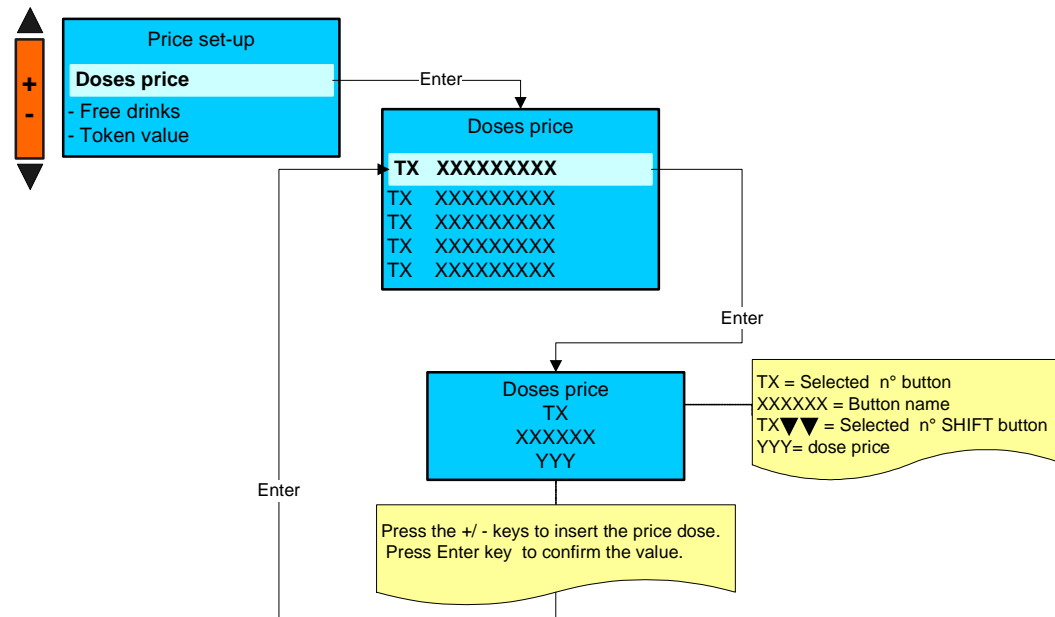 Price set-up
+
-
Doses price
- Free drinks
- Token value
Enter
Doses price
TX XXXXXXXXX
TX XXXXXXXXX
TX XXXXXXXXX
TX XXXXXXXXX
TX XXXXXXXXX
Enter
Doses price
TX
XXXXXX
YYY
TX = Selected n° button
XXXXXX = Button name
TX▼▼ = Selected n° SHIFT button
YYY= dose price
Enter
Press the +/ - keys to insert the price dose.
Press Enter key to confirm the value.